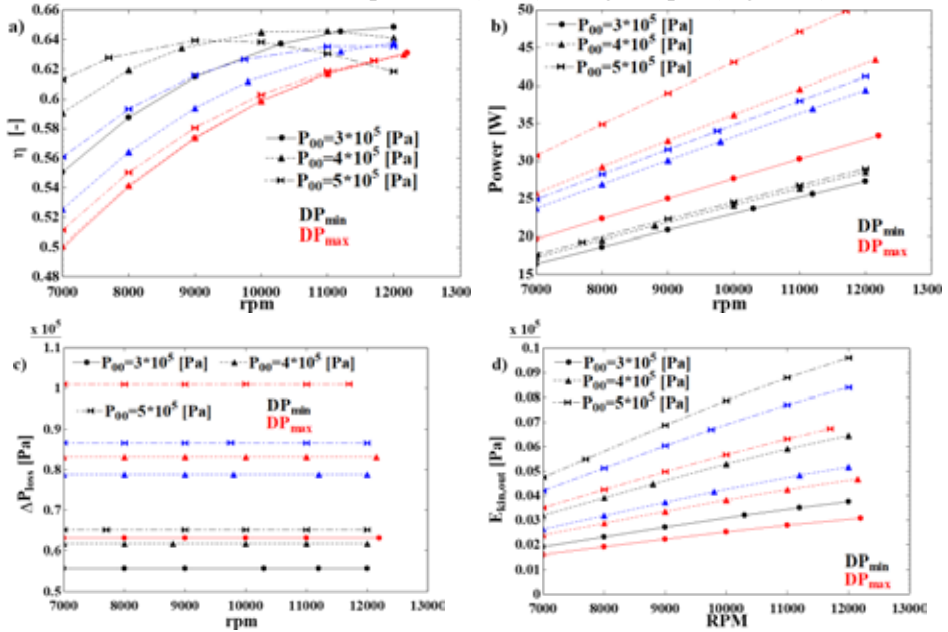 a)
η [-]
0.66
0.64
0.62
0.6
0.58
0.56
0.54
0.52
0.5
0.48
P00=3*10^5 [Pa]
P00=4*10^5 [Pa]
P00=5*10^5 [Pa]
DPmin
DPmax
7000 8000 9000 10000 11000 12000 13000
rpm
b)
Power [W]
50
45
40
35
30
25
20
15
P00=3*10^5 [Pa]
P00=4*10^5 [Pa]
P00=5*10^5 [Pa]
DPmin
DPmax
7000 8000 9000 10000 11000 12000 13000
rpm
c)
x 10^5
ΔPloss [Pa]
1.1
1
0.9
0.8
0.7
0.6
0.5
P00=3*10^5 [Pa] P00=4*10^5 [Pa]
P00=5*10^5 [Pa]
DPmin
DPmax
7000 8000 9000 10000 11000 12000 13000
rpm
d)
x 10^5
Ekin,out [Pa]
0.1
0.09
0.08
0.07
0.06
0.05
0.04
0.03
0.02
0.01
0
P00=3*10^5 [Pa]
P00=4*10^5 [Pa]
P00=5*10^5 [Pa]
DPmin
DPmax
7000 8000 9000 10000 11000 12000 13000
RPM